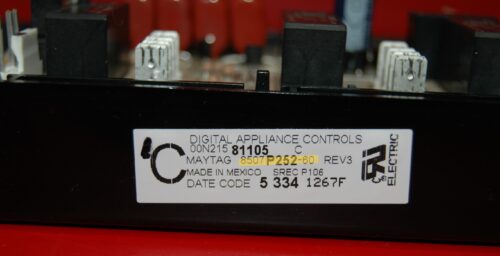 DIGITAL APPLIANCE CONTROLS
00N215 81105 C
MAYTAG 8507P252-60 REV3
MADE IN MEXICO SREC P106
DATE CODE 5 334 1267F
C
ELECTRIC